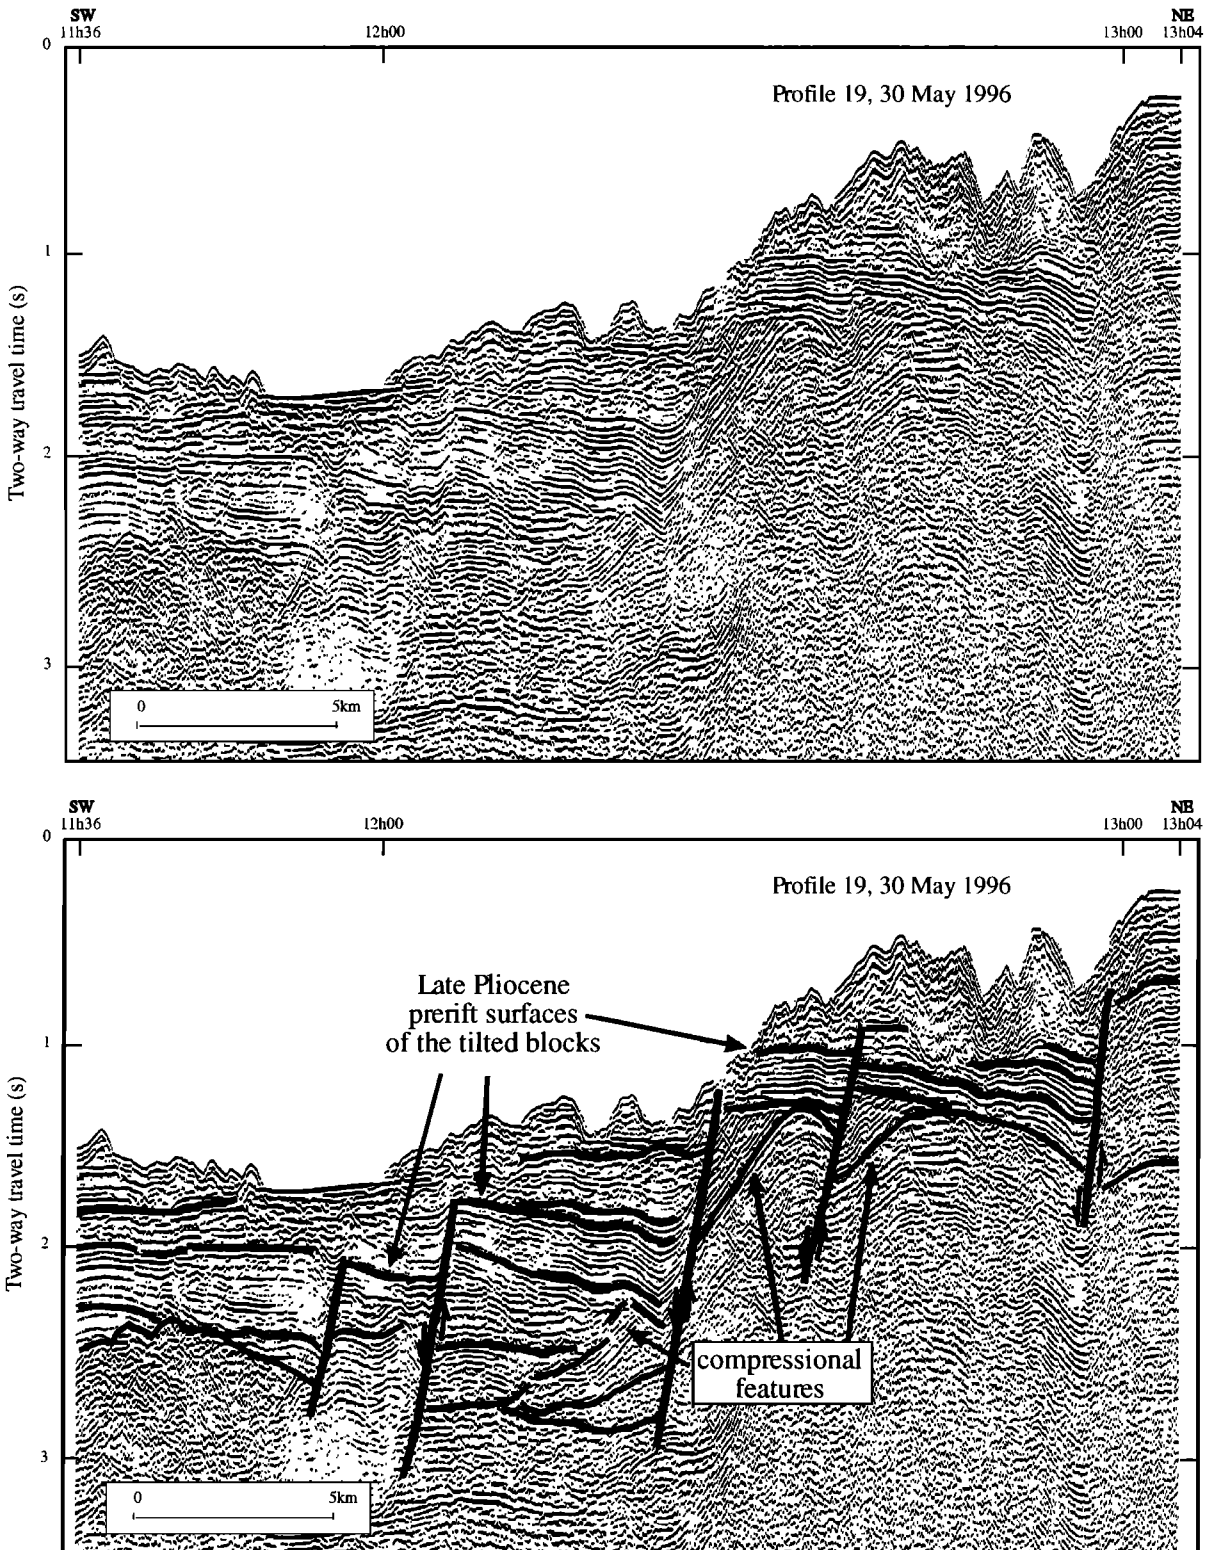 SW
NE
11h36
12h00
13h00
13h04
0
Profile 19, 30 May 1996
1
Two-way travel time (s)
2
3
0
5km
SW
NE
11h36
12h00
13h00
13h04
0
Profile 19, 30 May 1996
Late Pliocene
prerift surfaces
of the tilted blocks
1
Two-way travel time (s)
2
compressional
features
3
0
5km